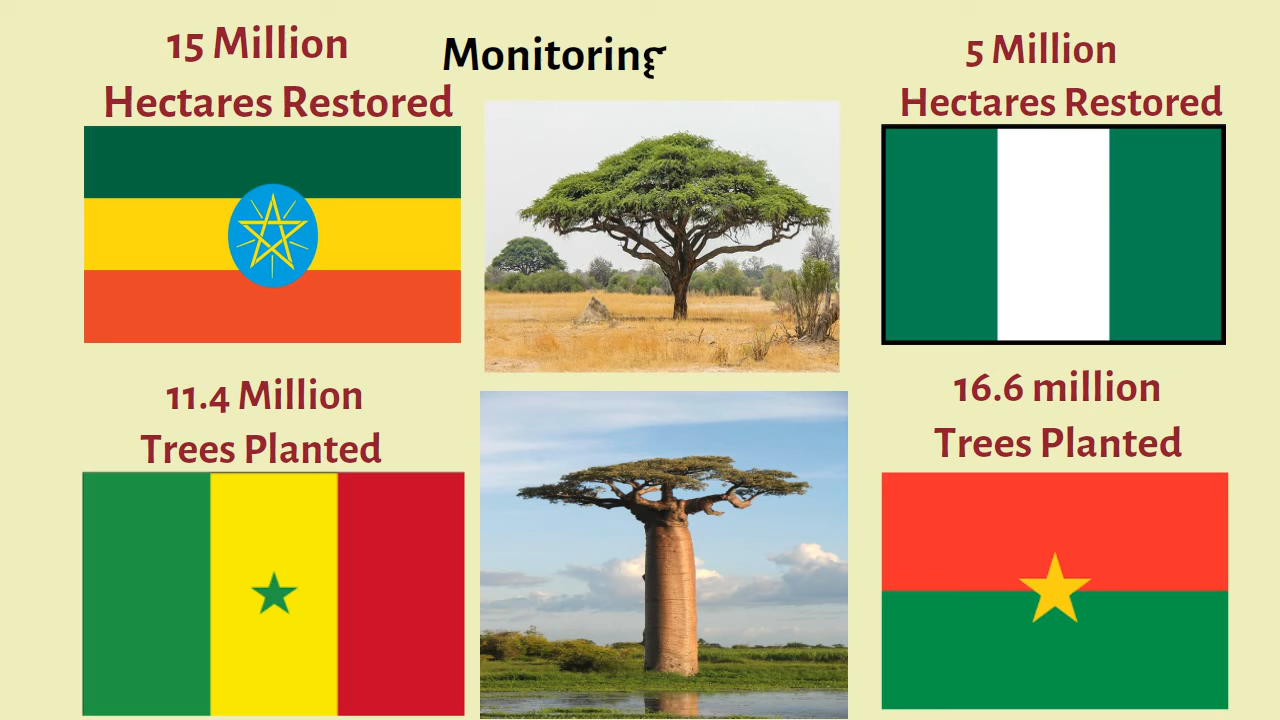 15 Million
Hectares Restored
Monitoring
5 Million
Hectares Restored
11.4 Million
Trees Planted
16.6 million
Trees Planted